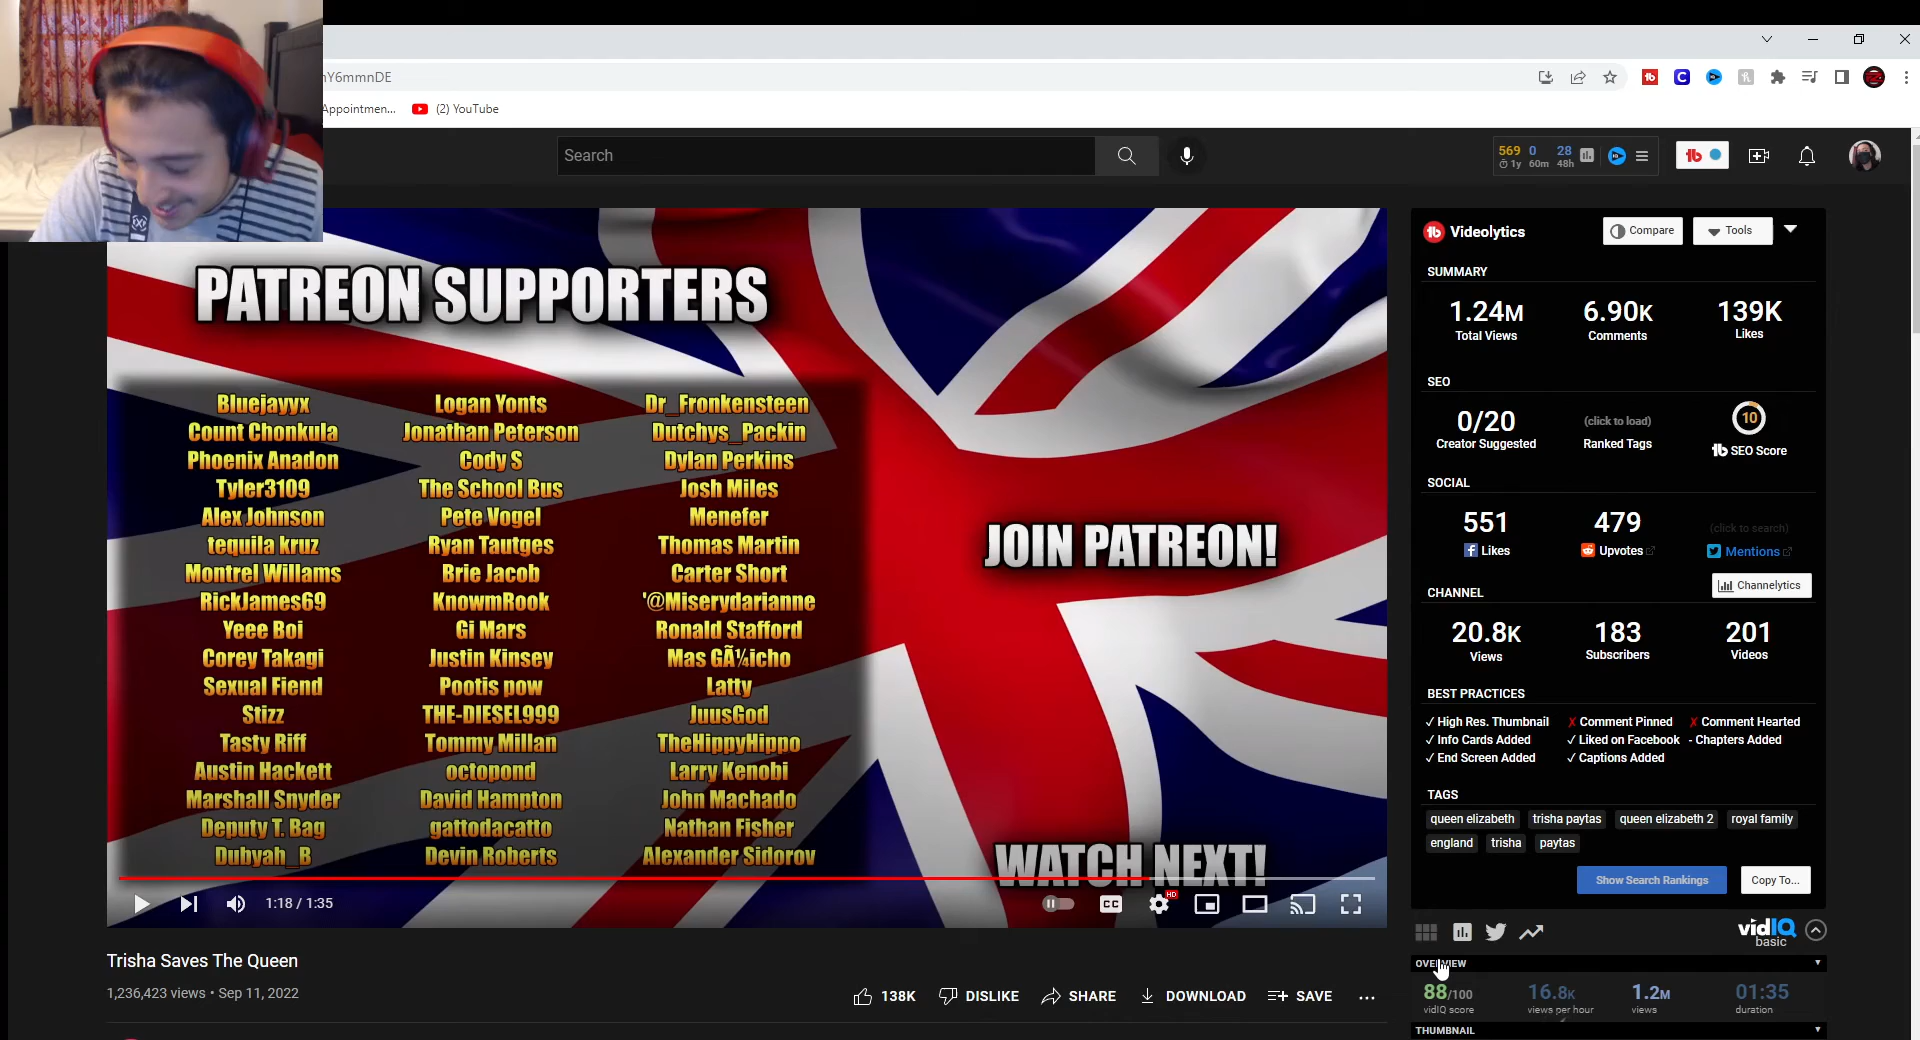 nY6mmnDE
Appointmen...
(2) YouTube
Search
569 0 28
1y 60m 48h
PATREON SUPPORTERS
Bluejayyx
Count Chonkula
Phoenix Anadon
Tyler3109
Alex Johnson
tequila kruz
Montrel Willams
RickJames69
Yeee Boi
Corey Takagi
Sexual Fiend
Stizz
Tasty Riff
Austin Hackett
Marshall Snyder
Deputy T. Bag
Dubyah_B
Logan Yonts
Jonathan Peterson
Cody S
The School Bus
Pete Vogel
Ryan Tautges
Brie Jacob
KnowmRook
Gi Mars
Justin Kinsey
Pootis pow
THE-DIESEL999
Tommy Millan
octopond
David Hampton
gattodacatto
Devin Roberts
Dr_Fronkensteen
Dutchys_Packin
Dylan Perkins
Josh Miles
Menefer
Thomas Martin
Carter Short
'@Miserydarianne
Ronald Stafford
Mas GÃ¼icho
Latty
JuusGod
TheHippyHippo
Larry Kenobi
John Machado
Nathan Fisher
Alexander Sidorov
JOIN PATREON!
WATCH NEXT!
1:18 / 1:35
CC
HD
Trisha Saves The Queen
1,236,423 views • Sep 11, 2022
138K DISLIKE SHARE DOWNLOAD SAVE
Videolytics Compare Tools
SUMMARY
1.24M 6.90K 139K
Total Views Comments Likes
SEO
0/20 (click to load) 10
Creator Suggested Ranked Tags SEO Score
SOCIAL
551 479 (click to search)
Likes Upvotes Mentions
Channelytics
CHANNEL
20.8K 183 201
Views Subscribers Videos
BEST PRACTICES
✓ High Res. Thumbnail ✗ Comment Pinned ✗ Comment Hearted
✓ Info Cards Added ✓ Liked on Facebook - Chapters Added
✓ End Screen Added ✓ Captions Added
TAGS
queen elizabeth trisha paytas queen elizabeth 2 royal family
england trisha paytas
Show Search Rankings Copy To...
vidIQ
basic
OVERVIEW
88/100 16.8K 1.2M 01:35
vidIQ score views per hour views duration
THUMBNAIL